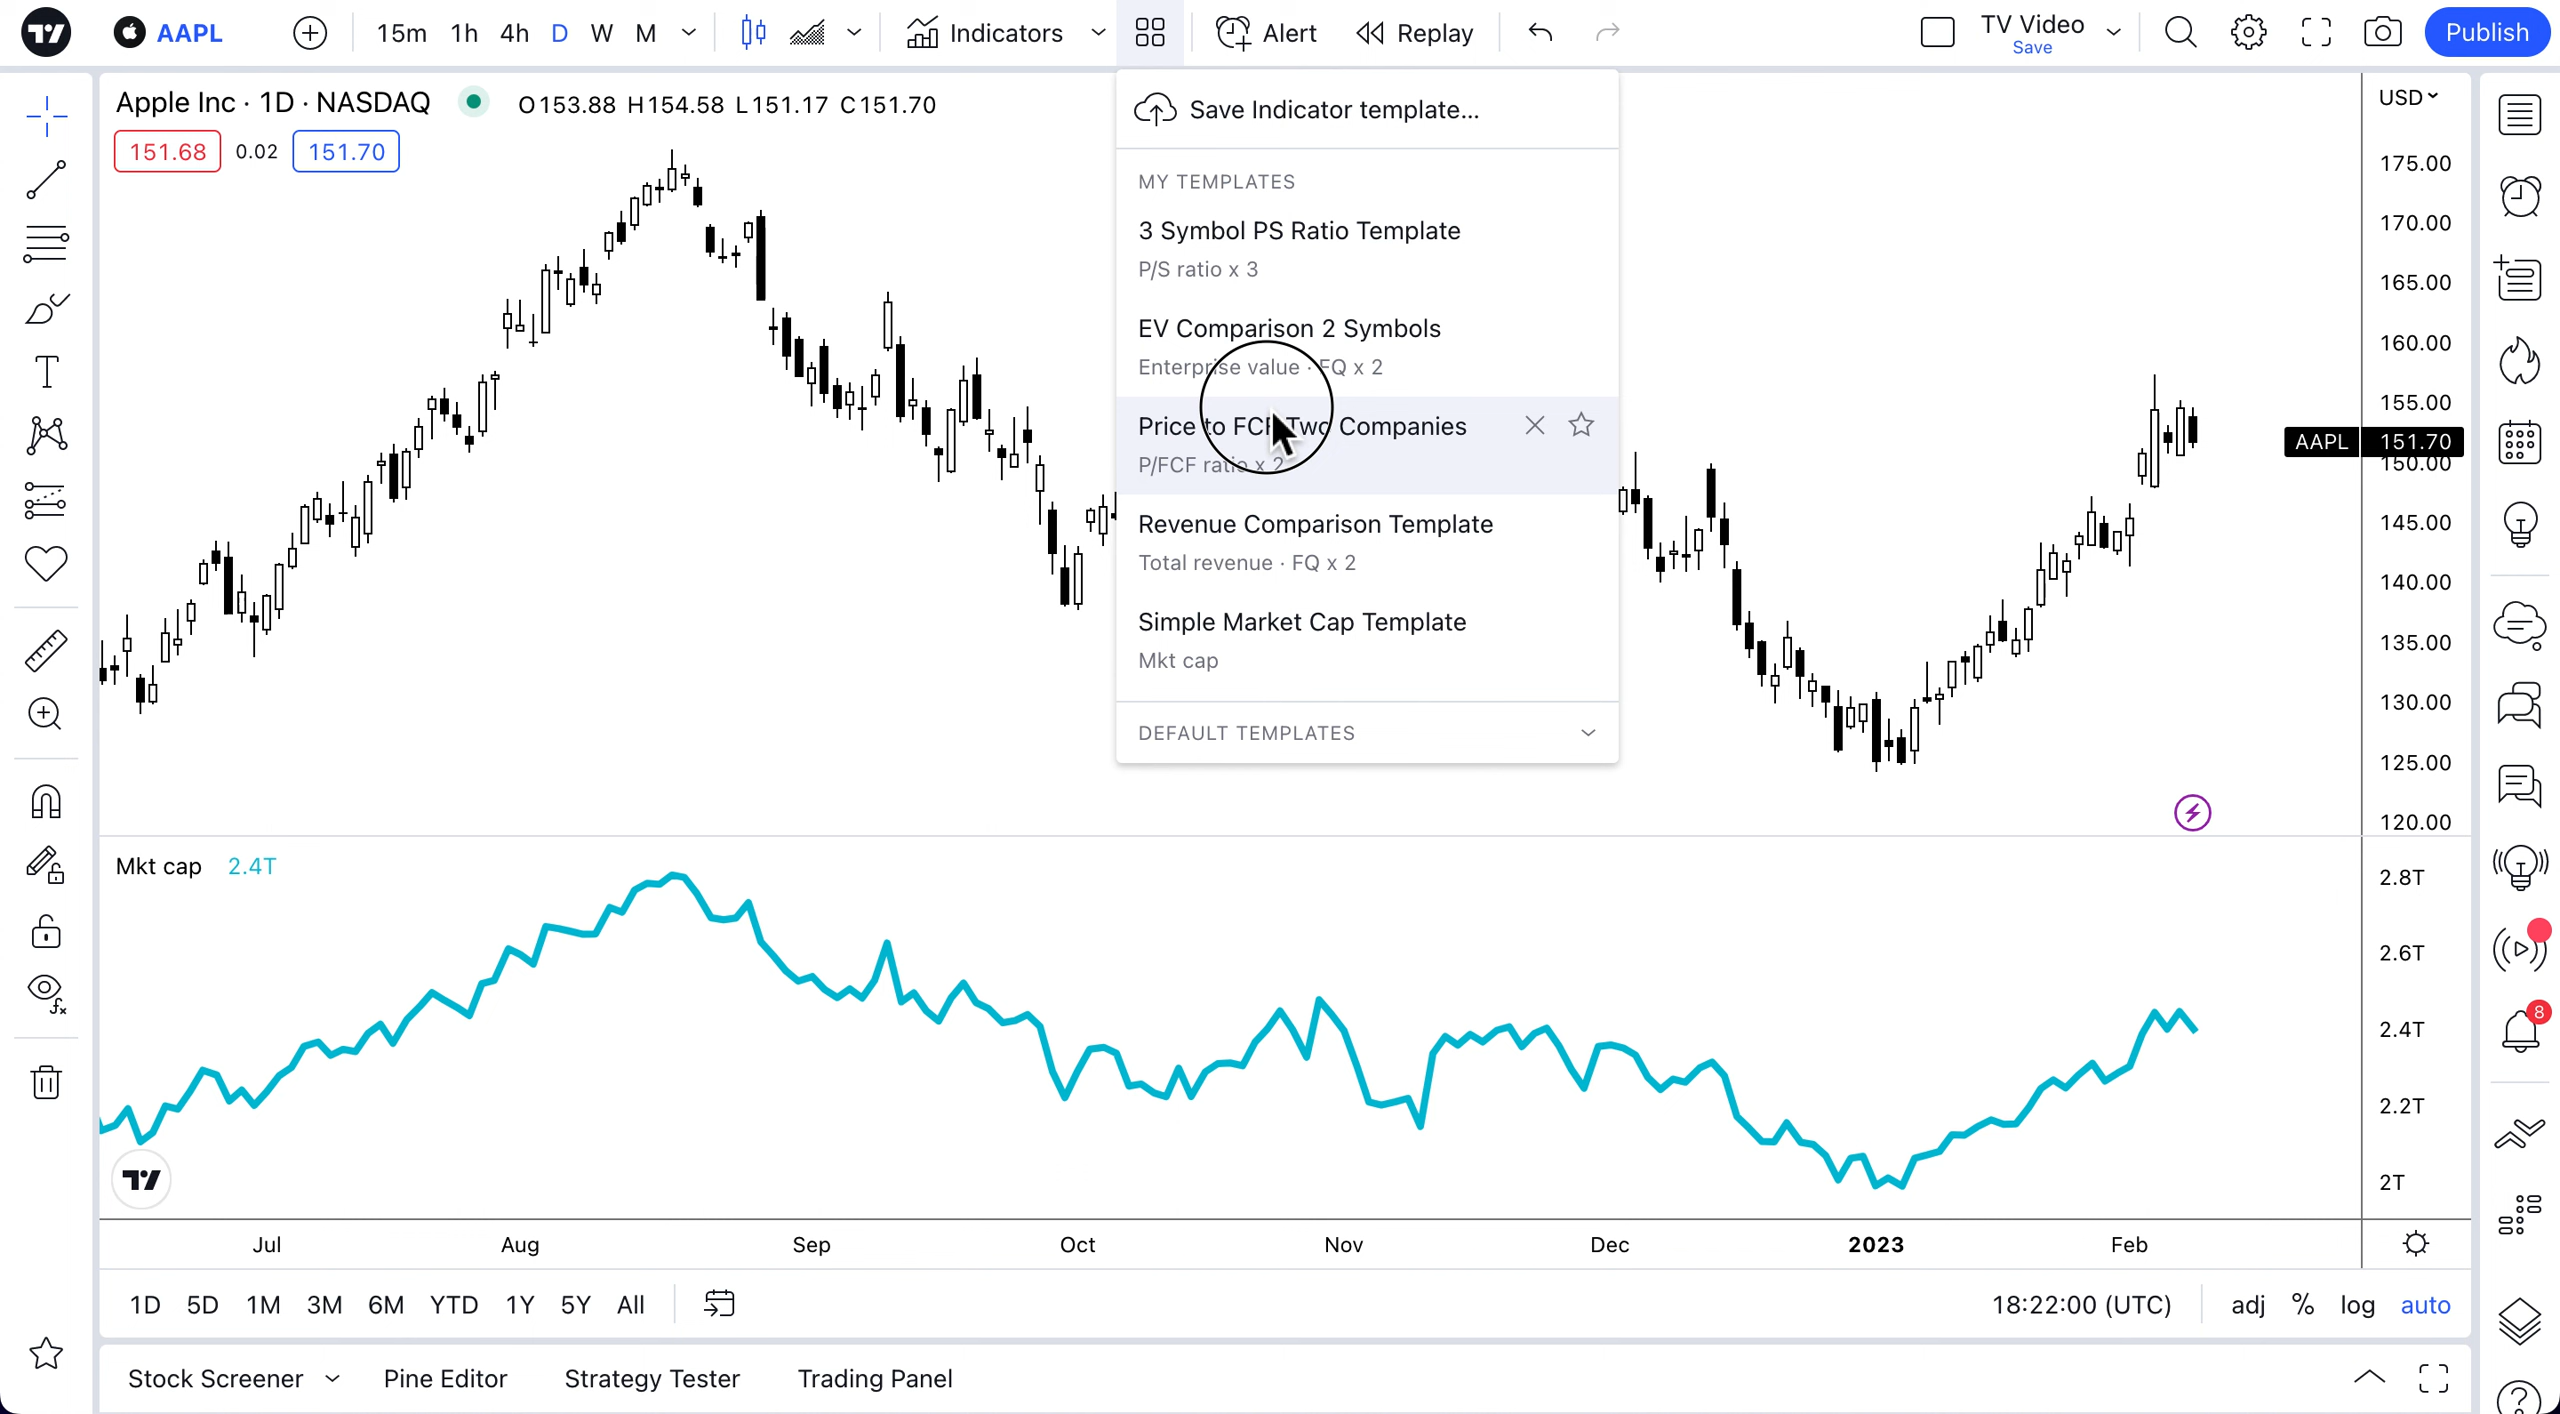 AAPL 15m 1h 4h D W M Indicators Alert Replay TV Video Publish
Save
Apple Inc · 1D · NASDAQ O153.88 H154.58 L151.17 C151.70 USD
151.68 0.02 151.70
Save Indicator template...
MY TEMPLATES
3 Symbol PS Ratio Template
P/S ratio x 3
EV Comparison 2 Symbols
Enterprise value · FQ x 2
Price to FCF Two Companies
P/FCF ratio x 2
Revenue Comparison Template
Total revenue · FQ x 2
Simple Market Cap Template
Mkt cap
DEFAULT TEMPLATES
175.00
170.00
165.00
160.00
155.00
AAPL 151.70
150.00
145.00
140.00
135.00
130.00
125.00
120.00
Mkt cap 2.4T
2.8T
2.6T
2.4T
2.2T
2T
8
Jul Aug Sep Oct Nov Dec 2023 Feb
1D 5D 1M 3M 6M YTD 1Y 5Y All 18:22:00 (UTC) adj % log auto
Stock Screener Pine Editor Strategy Tester Trading Panel